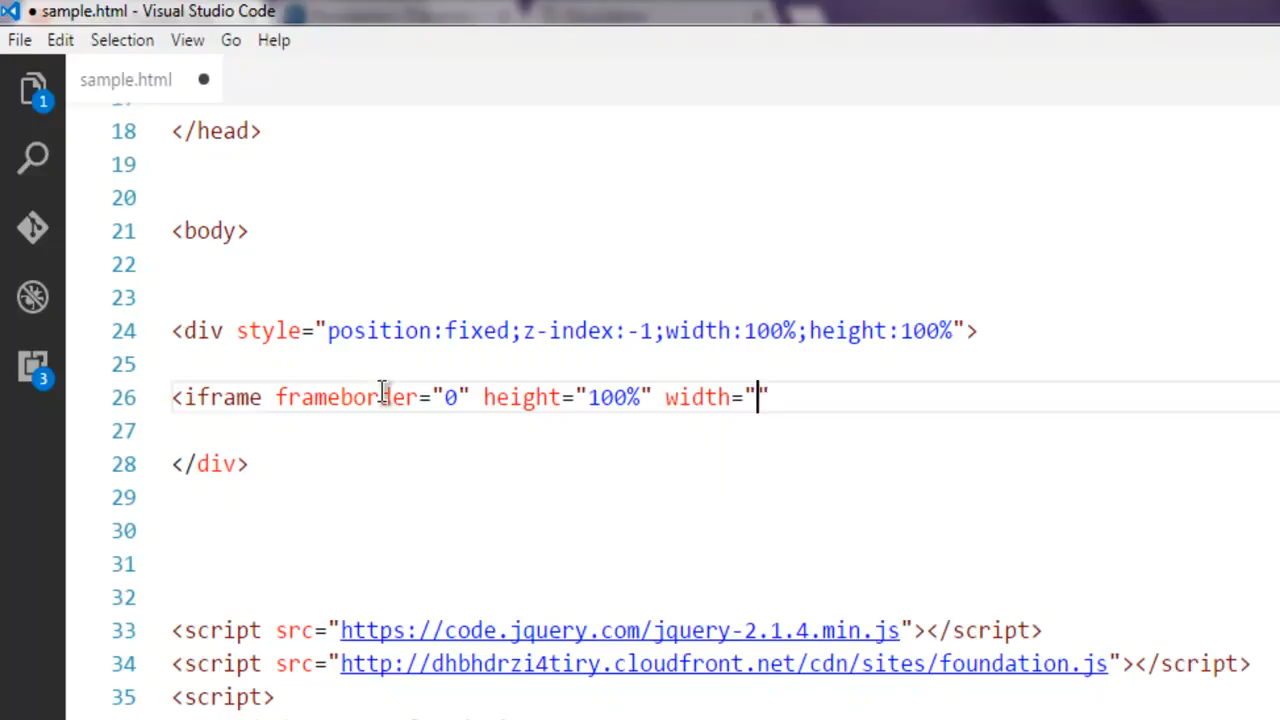 sample.html - Visual Studio Code
File Edit Selection View Go Help
sample.html
1
18 </head>
19
20
21 <body>
22
23
24 <div style="position:fixed;z-index:-1;width:100%;height:100%">
25
26 <iframe frameborder="0" height="100%" width=""
3
27
28 </div>
29
30
31
32
33 <script src="https://code.jquery.com/jquery-2.1.4.min.js"></script>
34 <script src="http://dhbhdrzi4tiry.cloudfront.net/cdn/sites/foundation.js"></script>
35 <script>